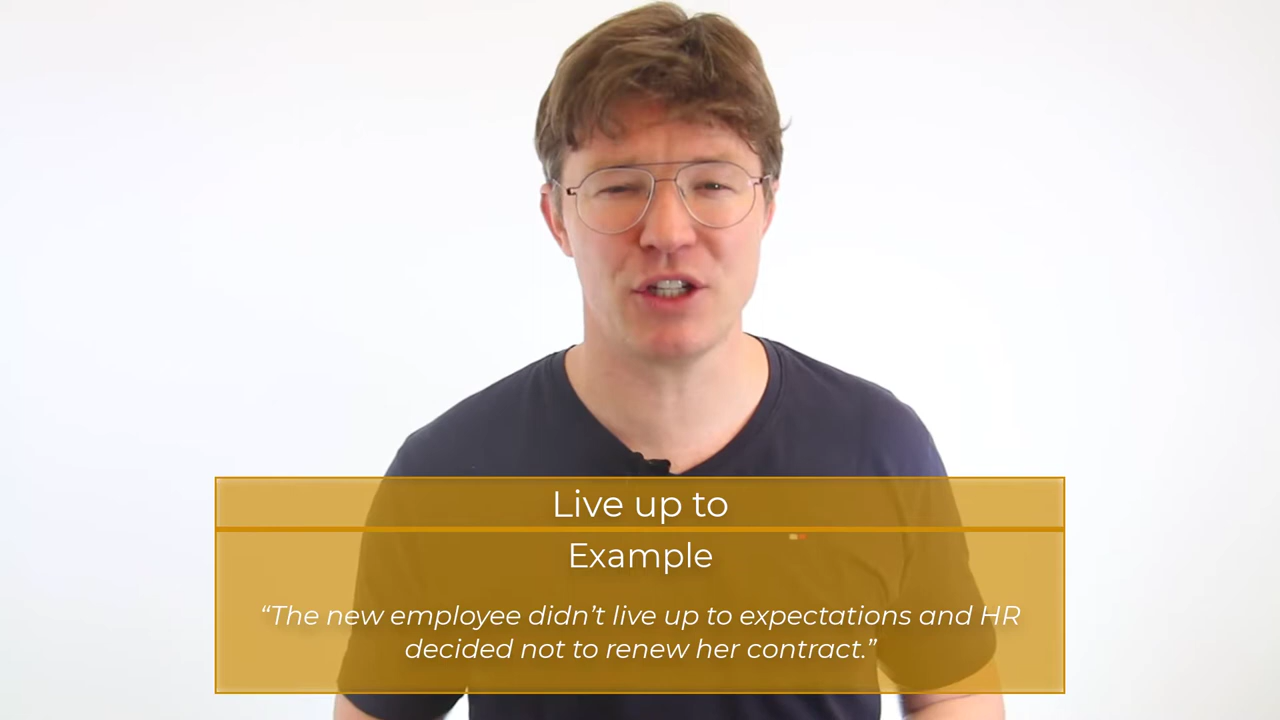 Live up to
Example
“The new employee didn’t live up to expectations and HR
decided not to renew her contract.”